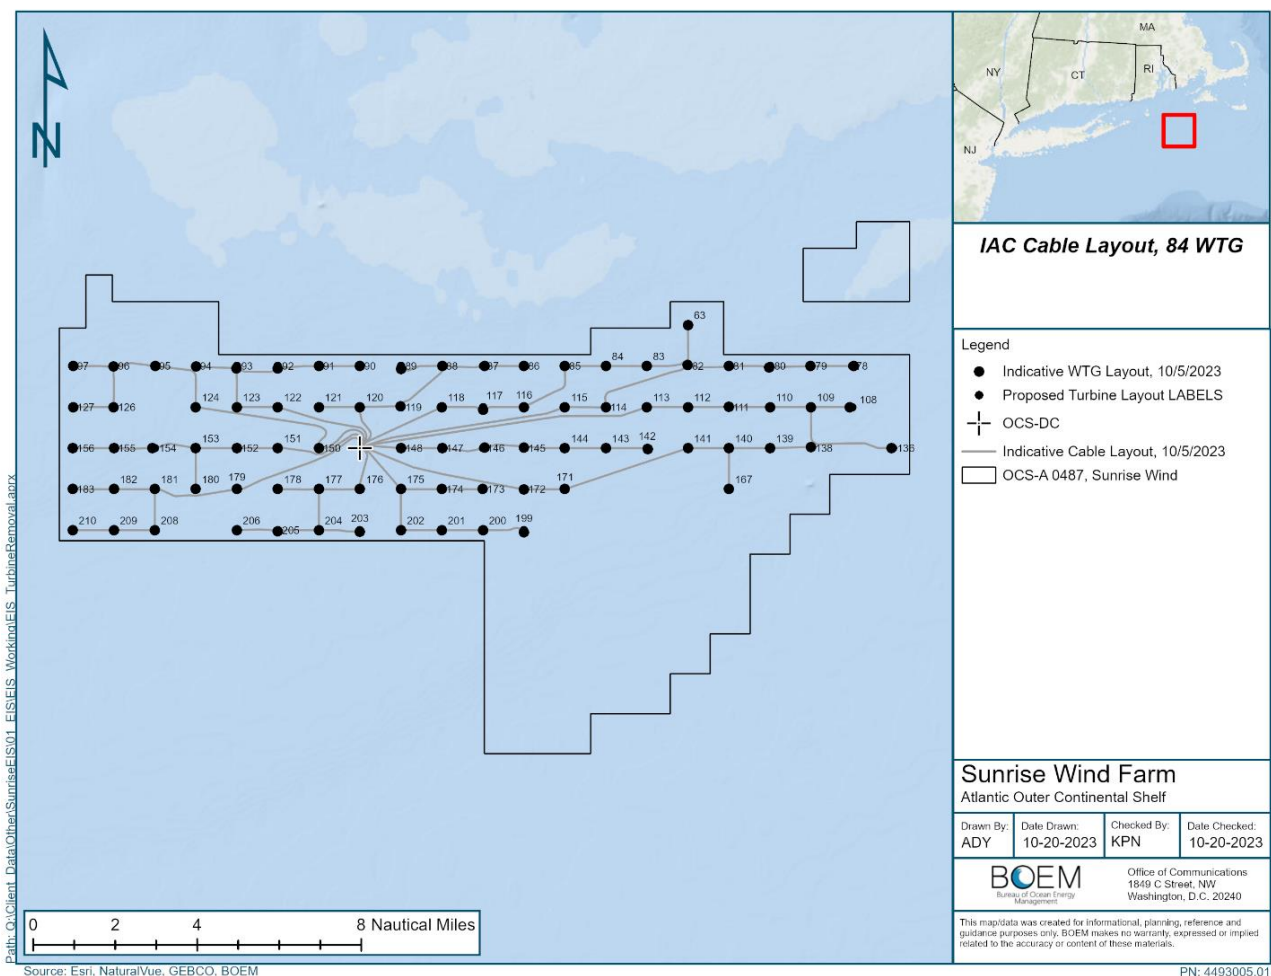 N
63
84
83
97
96
95
94
93
92
91
90
89
88
87
86
85
82
81
80
79
78
127
126
124
123
122
121
120
119
118
117
116
115
114
113
112
111
110
109
108
156
155
154
153
152
151
150
148
147
146
145
144
143
142
141
140
139
138
136
183
182
181
180
179
178
177
176
175
174
173
172
171
167
210
209
208
206
205
204
203
202
201
200
199
0 2 4 8 Nautical Miles
Path: Q:\Client_Data\Other\SunriseEIS\01_EIS\EIS_Working\EIS_TurbineRemoval.aprx
Source: Esri, NaturalVue, GEBCO, BOEM
MA
NY
CT
RI
NJ
IAC Cable Layout, 84 WTG
Legend
Indicative WTG Layout, 10/5/2023
Proposed Turbine Layout LABELS
OCS-DC
Indicative Cable Layout, 10/5/2023
OCS-A 0487, Sunrise Wind
Sunrise Wind Farm
Atlantic Outer Continental Shelf
Drawn By: Date Drawn: Checked By: Date Checked:
ADY 10-20-2023 KPN 10-20-2023
BOEM
Bureau of Ocean Energy
Management
Office of Communications
1849 C Street, NW
Washington, D.C. 20240
This map/data was created for informational, planning, reference and
guidance purposes only. BOEM makes no warranty, expressed or implied
related to the accuracy or content of these materials.
PN: 4493005.01